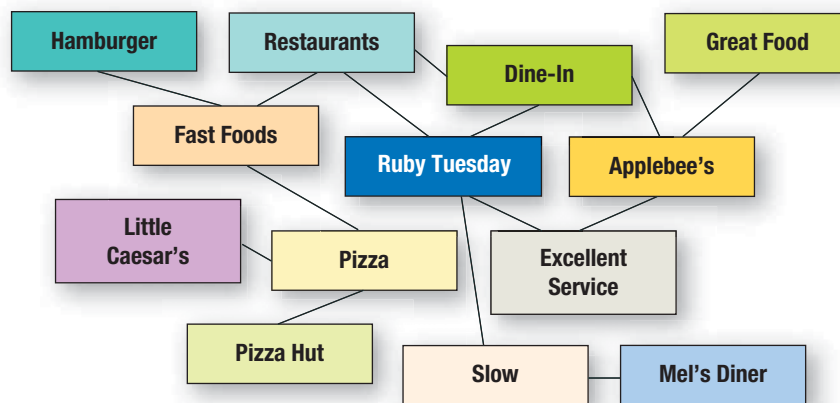 Hamburger
Restaurants
Great Food
Dine-In
Fast Foods
Ruby Tuesday
Applebee's
Little
Caesar's
Pizza
Excellent
Service
Pizza Hut
Slow
Mel's Diner